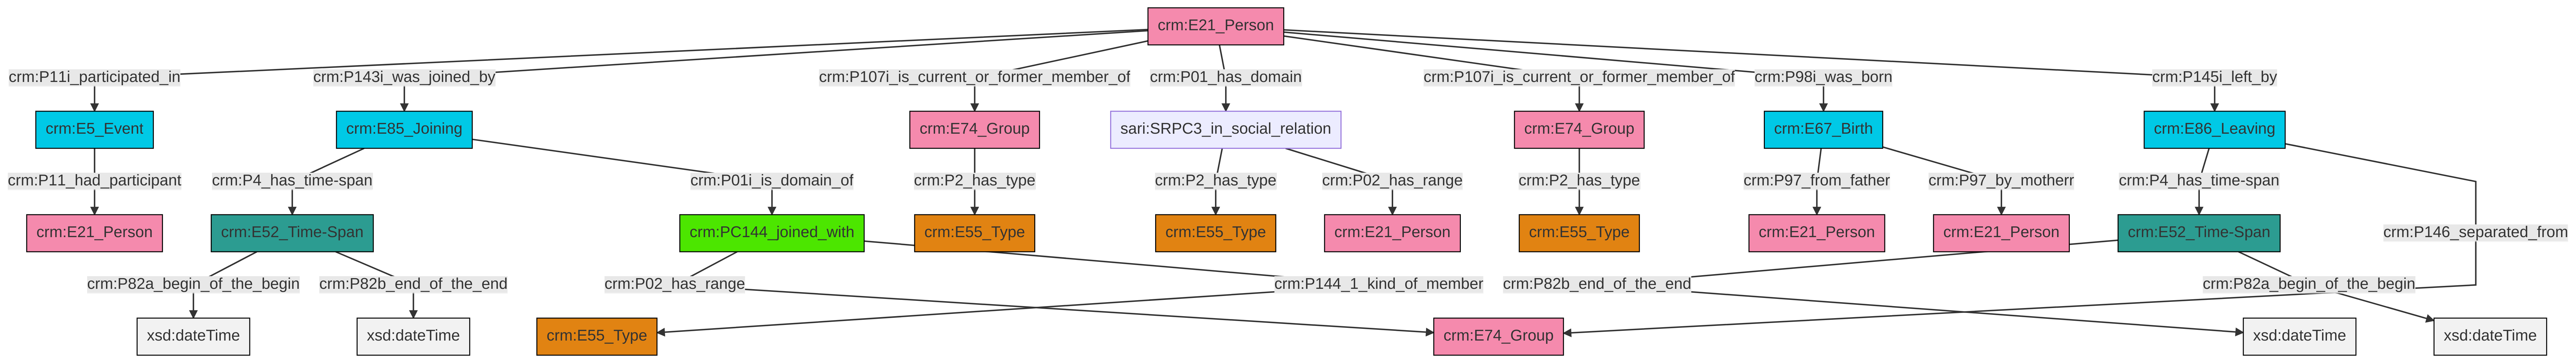 crm:E21_Person
crm:P11i_participated_in
crm:P143i_was_joined_by
crm:P107i_is_current_or_former_member_of
crm:P01_has_domain
crm:P107i_is_current_or_former_member_of
crm:P98i_was_born
crm:P145i_left_by
crm:E5_Event
crm:E85_Joining
crm:E74_Group
sari:SRPC3_in_social_relation
crm:E74_Group
crm:E67_Birth
crm:E86_Leaving
crm:P11_had_participant
crm:P4_has_time-span
crm:P01i_is_domain_of
crm:P2_has_type
crm:P2_has_type
crm:P02_has_range
crm:P2_has_type
crm:P97_from_father
crm:P97_by_motherr
crm:P4_has_time-span
crm:E21_Person
crm:E52_Time-Span
crm:PC144_joined_with
crm:E55_Type
crm:E55_Type
crm:E21_Person
crm:E55_Type
crm:E21_Person
crm:E21_Person
crm:E52_Time-Span
crm:P146_separated_from
crm:P82a_begin_of_the_begin
crm:P82b_end_of_the_end
crm:P02_has_range
crm:P144_1_kind_of_member
crm:P82b_end_of_the_end
crm:P82a_begin_of_the_begin
xsd:dateTime
xsd:dateTime
crm:E55_Type
crm:E74_Group
xsd:dateTime
xsd:dateTime